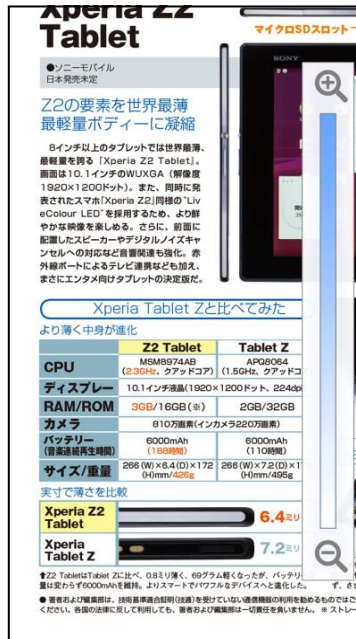 Xperia Z2
Tablet
マイクロSDスロット
●ソニーモバイル
日本発売未定
SONY
Z2の要素を世界最薄
最軽量ボディーに凝縮
8インチ以上のタブレットでは世界最薄、
最軽量を誇る「Xperia Z2 Tablet」。
画面は10.1インチのWUXGA（解像度
1920×1200ドット）。また、同時に発
表されたスマホ「Xperia Z2」同様の“Liv
eColour LED”を採用するため、より鮮
やかな映像を楽しめる。さらに、前面に
配置したスピーカーやデジタルノイズキャ
ンセルへの対応など音響関連も強化。赤
外線ポートによるテレビ連携なども加え、
まさにエンタメ向けタブレットの決定版だ。
Xperia Tablet Zと比べてみた
より薄く中身が進化
Z2 Tablet Tablet Z
CPU MSM8974AB (2.3GHz、クアッドコア) APQ8064 (1.5GHz、クアッドコ
ディスプレー 10.1インチ液晶(1920×1200ドット、224dpi
RAM/ROM 3GB/16GB(※) 2GB/32GB
カメラ 810万画素(インカメラ220万画素)
バッテリー (音楽連続再生時間) 6000mAh (188時間) 6000mAh (110時間)
サイズ/重量 266(W)×6.4(D)×172 (H)mm/426g 266(W)×7.2(D)×1 (H)mm/495g
実寸で薄さを比較
Xperia Z2
Tablet
6.4ミリ
Xperia
Tablet Z
7.2ミリ
⬆Z2 TabletはTablet Zに比べ、0.8ミリ薄く、69グラム軽くなったが、バッテリー
量は変わらず6000mAhを維持。よりスマートでパワフルなデバイスへと進化した。
● 著者および編集部は、技術基準適合証明(技適)を受けていない通信機器の利用を勧めるものではご
ください。各国の法律に反して利用しても、著者および編集部は一切責任を負いません。 ※ ストレー